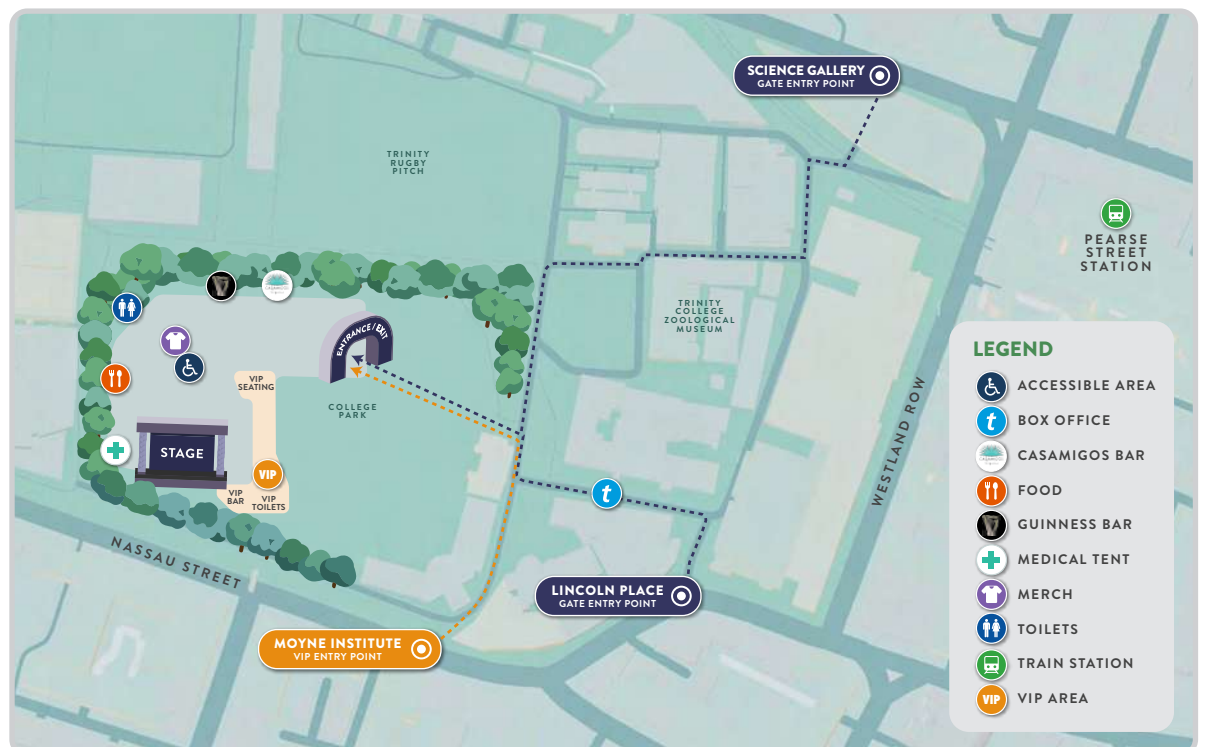 SCIENCE GALLERY
GATE ENTRY POINT
TRINITY
RUGBY
PITCH
PEARSE
STREET
STATION
CASAMIGOS
ENTRANCE/EXIT
TRINITY
COLLEGE
ZOOLOGICAL
MUSEUM
VIP
SEATING
COLLEGE
PARK
STAGE
VIP
VIP
BAR
VIP
TOILETS
t
WESTLAND ROW
NASSAU STREET
LINCOLN PLACE
GATE ENTRY POINT
MOYNE INSTITUTE
VIP ENTRY POINT
LEGEND
ACCESSIBLE AREA
t BOX OFFICE
CASAMIGOS CASAMIGOS BAR
FOOD
GUINNESS BAR
MEDICAL TENT
MERCH
TOILETS
TRAIN STATION
VIP VIP AREA